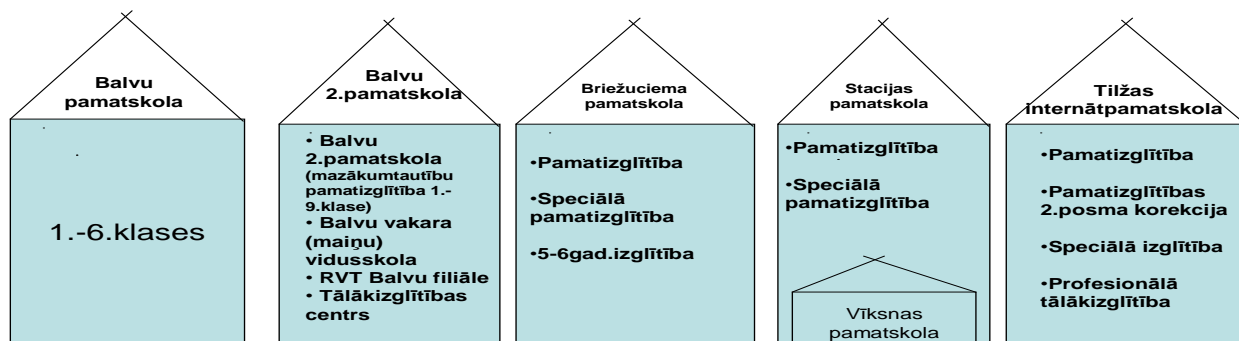 Balvu
pamatskola
1.-6.klases
Balvu
2.pamatskola
• Balvu
2.pamatskola
(mazākumtautību
pamatizglītība 1.-
9.klase)
• Balvu vakara
(maiņu)
vidusskola
• RVT Balvu filiāle
• Tālākizglītības
centrs
Briežuciema
pamatskola
•Pamatizglītība
•Speciālā
pamatizglītība
•5-6gad.izglītība
Stacijas
pamatskola
•Pamatizglītība
•Speciālā
pamatizglītība
Vīksnas
pamatskola
Tilžas
internātpamatskola
•Pamatizglītība
•Pamatizglītības
2.posma korekcija
•Speciālā izglītība
•Profesionālā
tālākizglītība